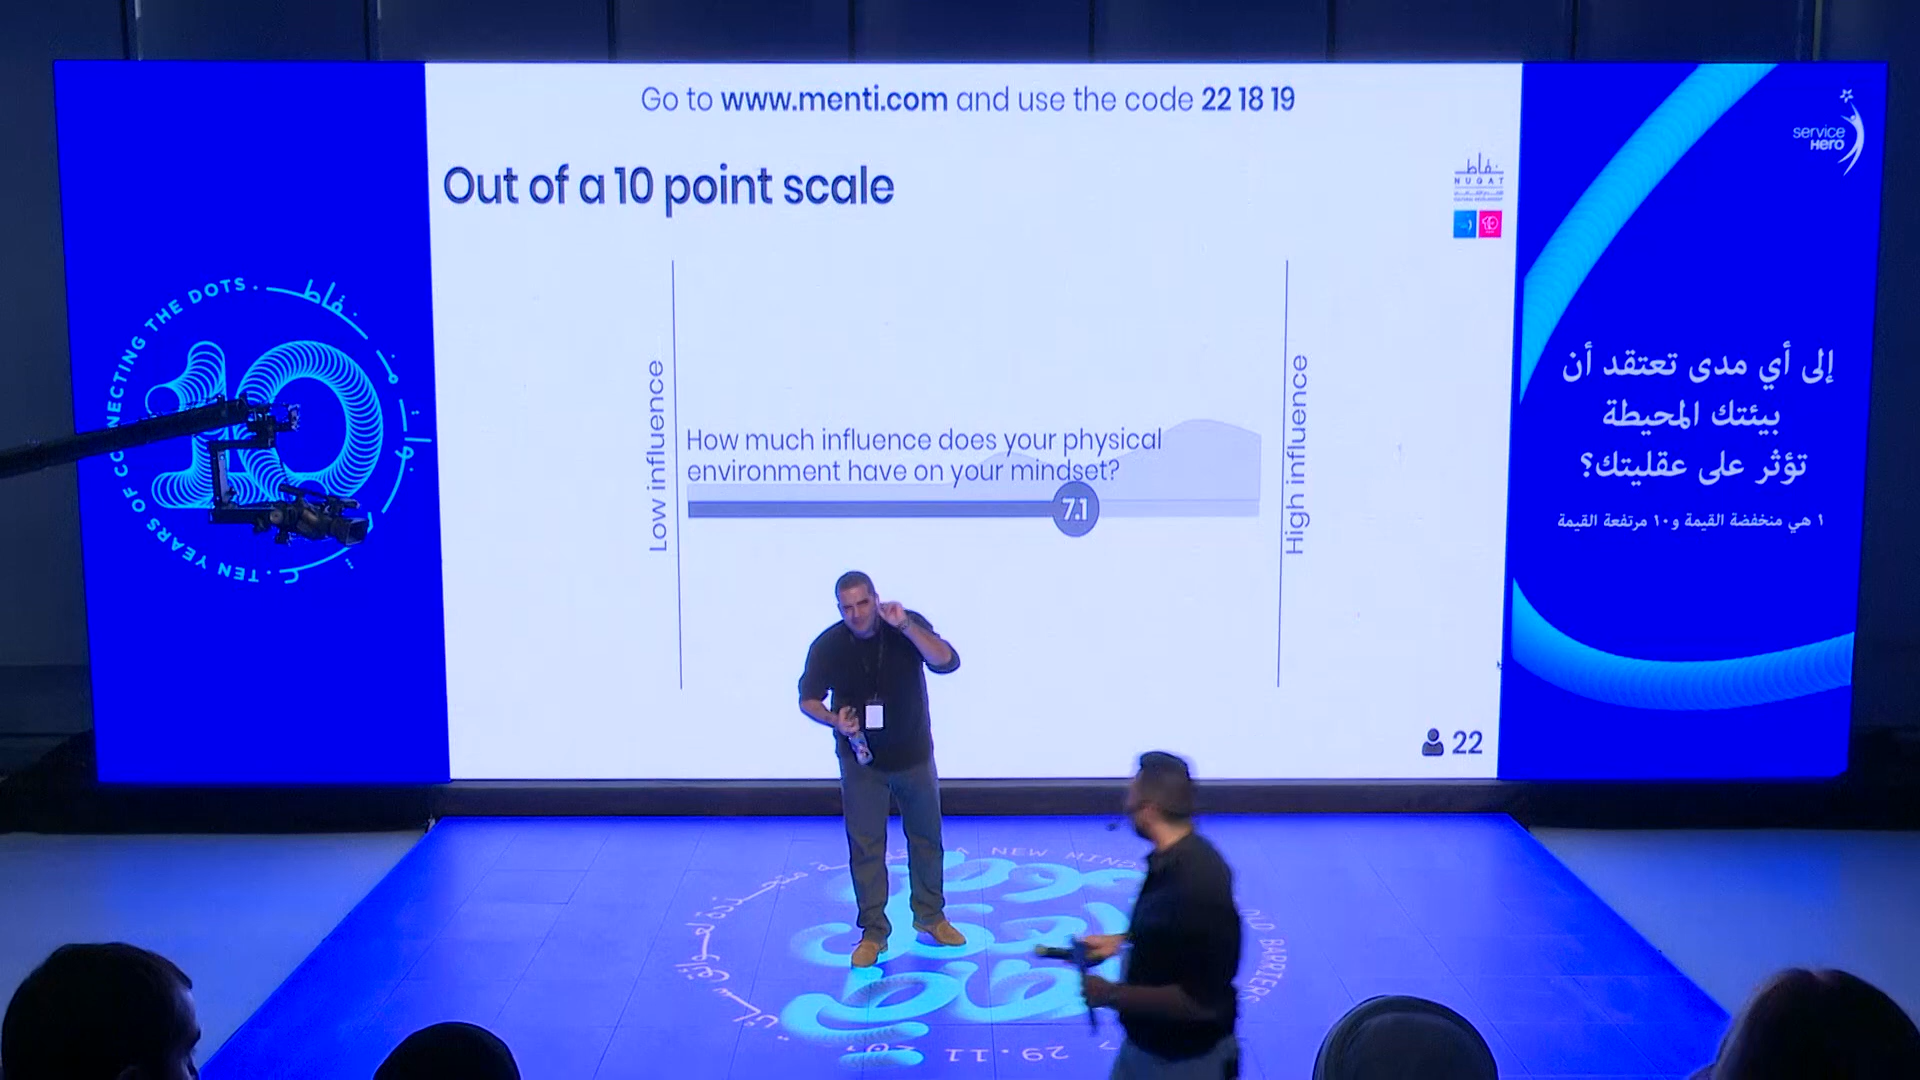 Go to www.menti.com and use the code 22 18 19
Out of a 10 point scale
نقاط
NUQAT
Low influence
How much influence does your physical
environment have on your mindset?
7.1
High influence
22
TEN YEARS OF CONNECTING THE DOTS.
10
service
HERO
إلى أي مدى تعتقد أن
بيئتك المحيطة
تؤثر على عقليتك؟
١ هي منخفضة القيمة و١٠ مرتفعة القيمة
A NEW
OLD BARRIERS
29.11